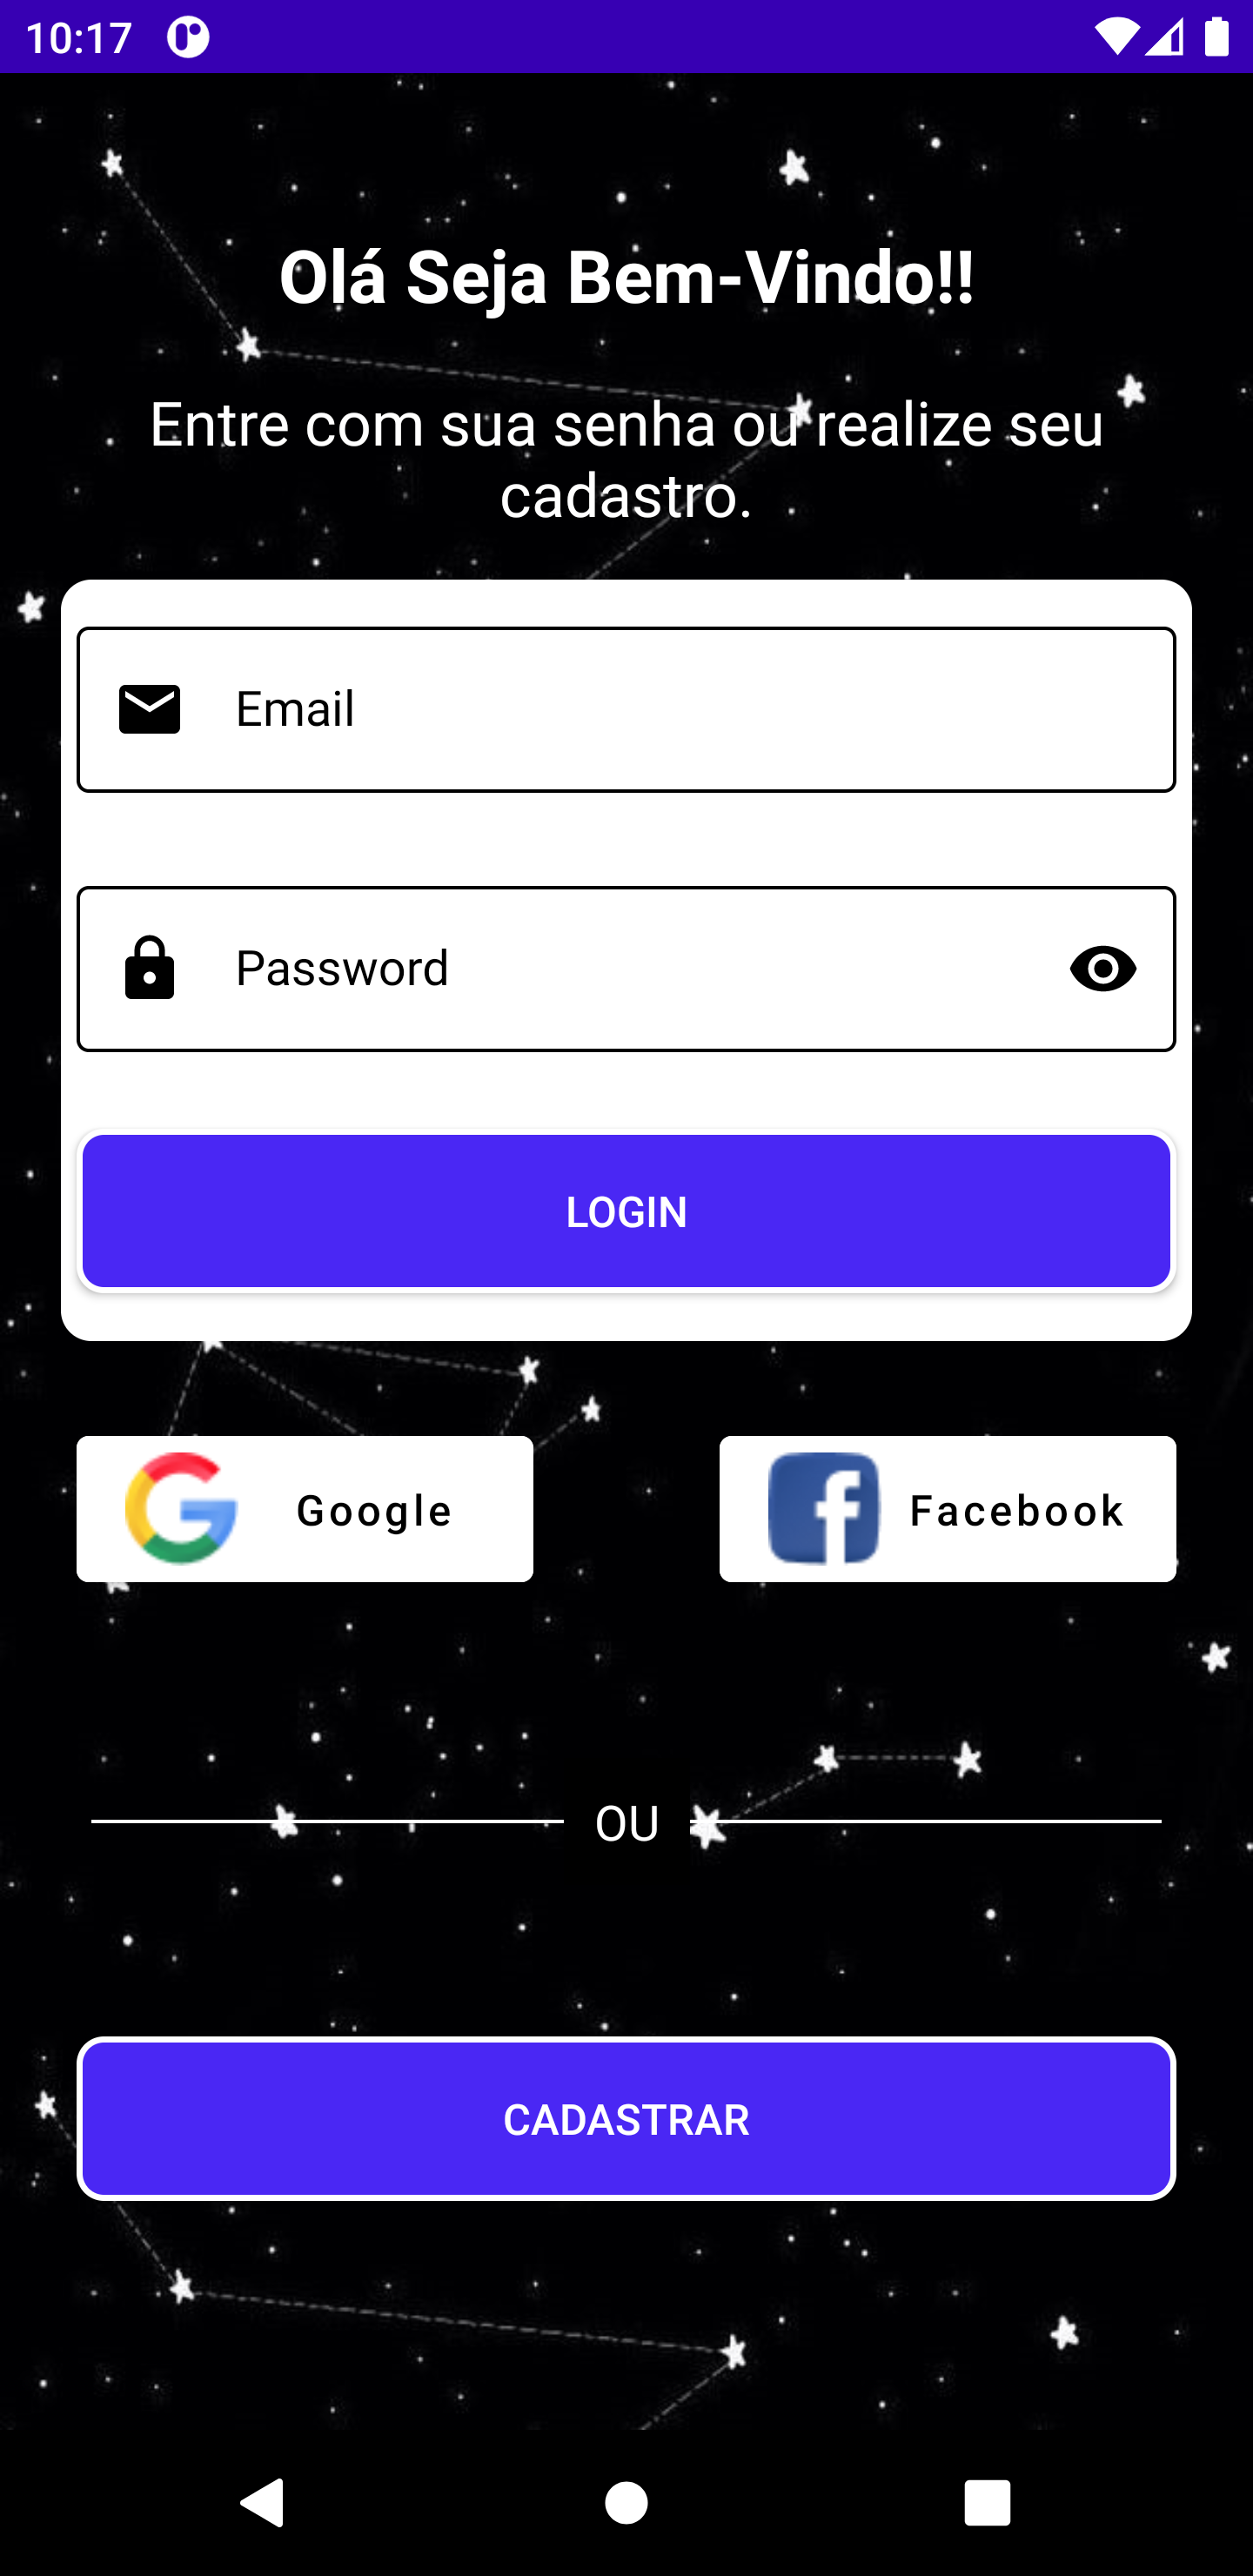 10:17
Olá Seja Bem-Vindo!!
Entre com sua senha ou realize seu
cadastro.
Email
Password
LOGIN
Google
Facebook
OU
CADASTRAR